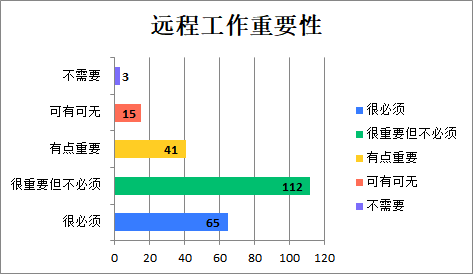 远程工作重要性
不需要
3
可有可无
15
有点重要
41
很重要但不必须
112
很必须
65
0 20 40 60 80 100 120
很必须
很重要但不必须
有点重要
可有可无
不需要